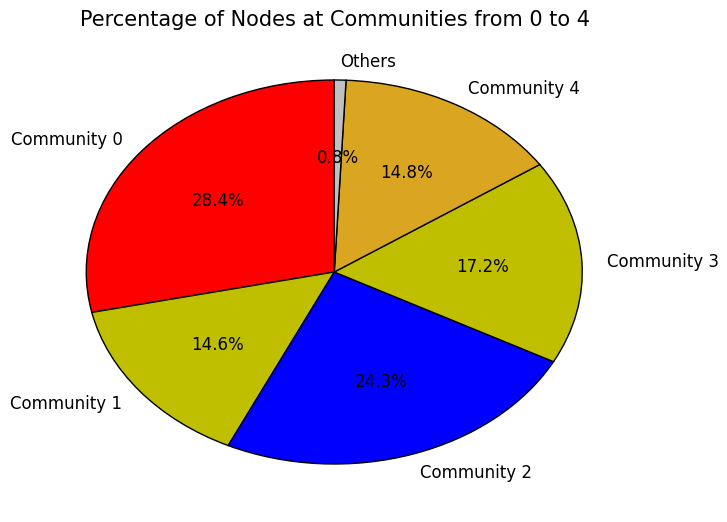 Percentage of Nodes at Communities from 0 to 4
Others
Community 4
Community 0
0.8%
14.8%
28.4%
Community 3
17.2%
14.6%
24.3%
Community 1
Community 2